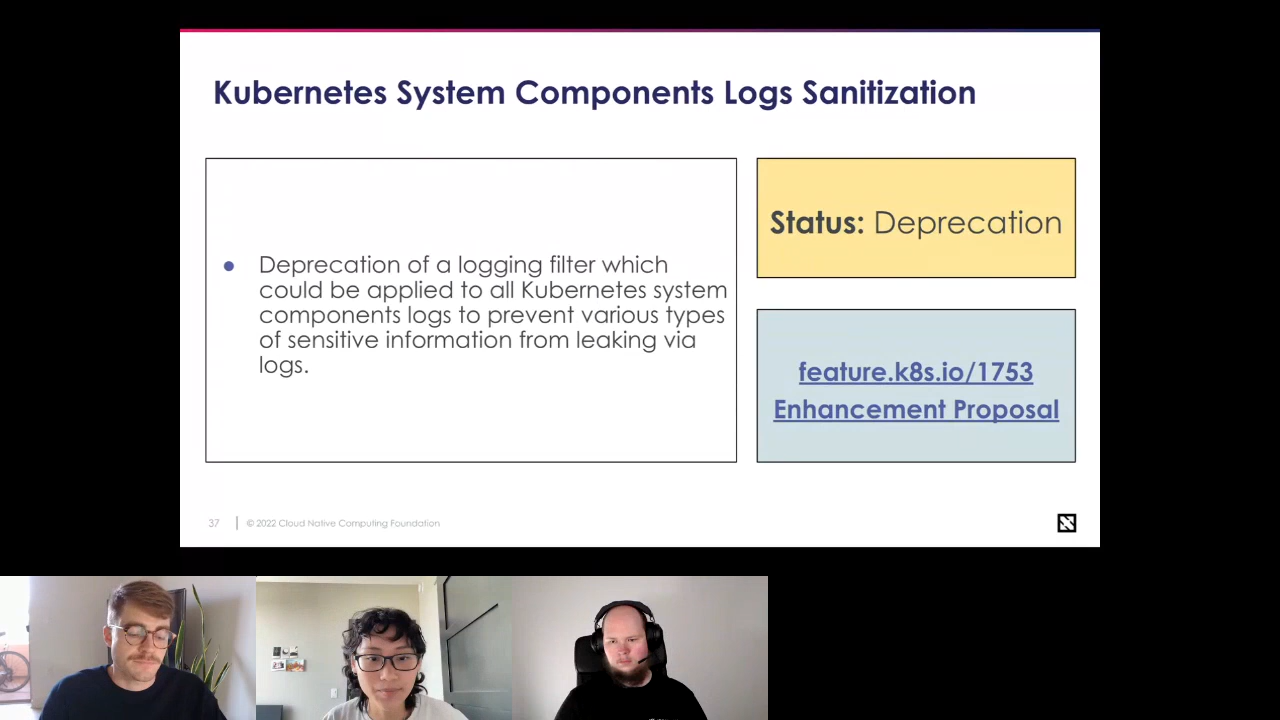 Kubernetes System Components Logs Sanitization
● Deprecation of a logging filter which
could be applied to all Kubernetes system
components logs to prevent various types
of sensitive information from leaking via
logs.
Status: Deprecation
feature.k8s.io/1753
Enhancement Proposal
37 | © 2022 Cloud Native Computing Foundation